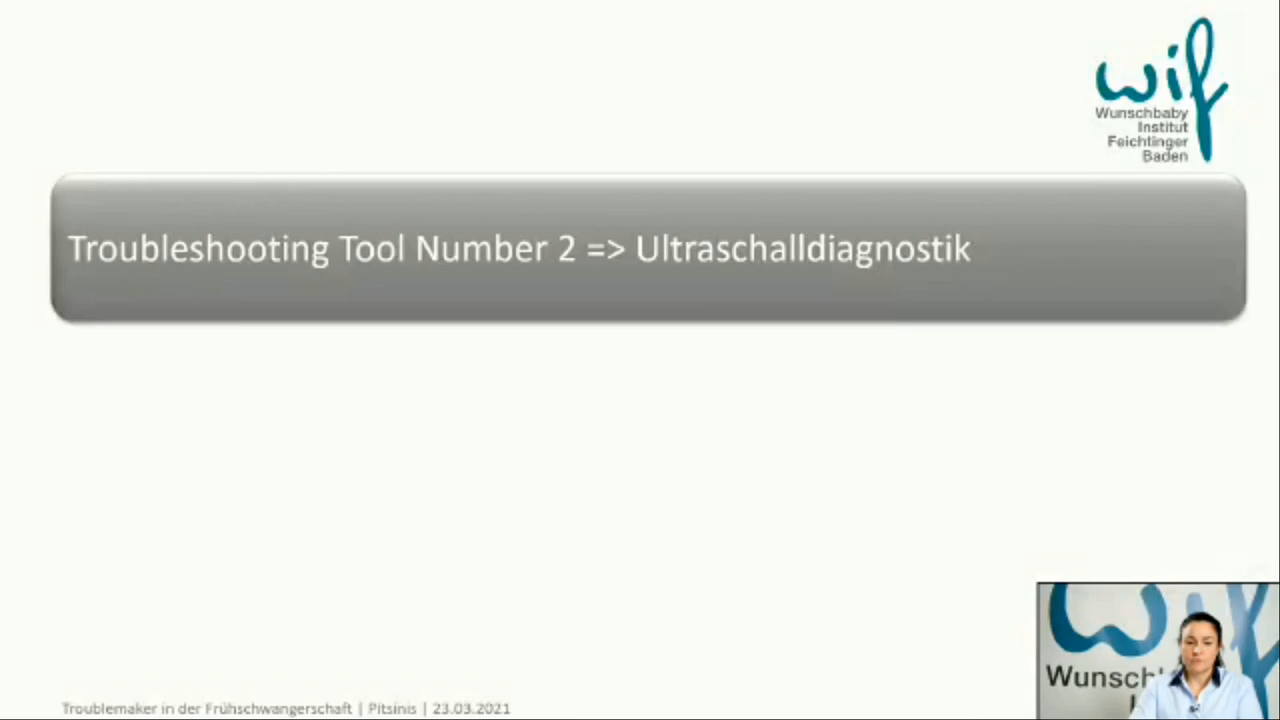 wif
Wunschbaby
Institut
Feichtinger
Baden
Troubleshooting Tool Number 2 => Ultraschalldiagnostik
Troublemaker in der Frühschwangerschaft | Pitsinis | 23.03.2021